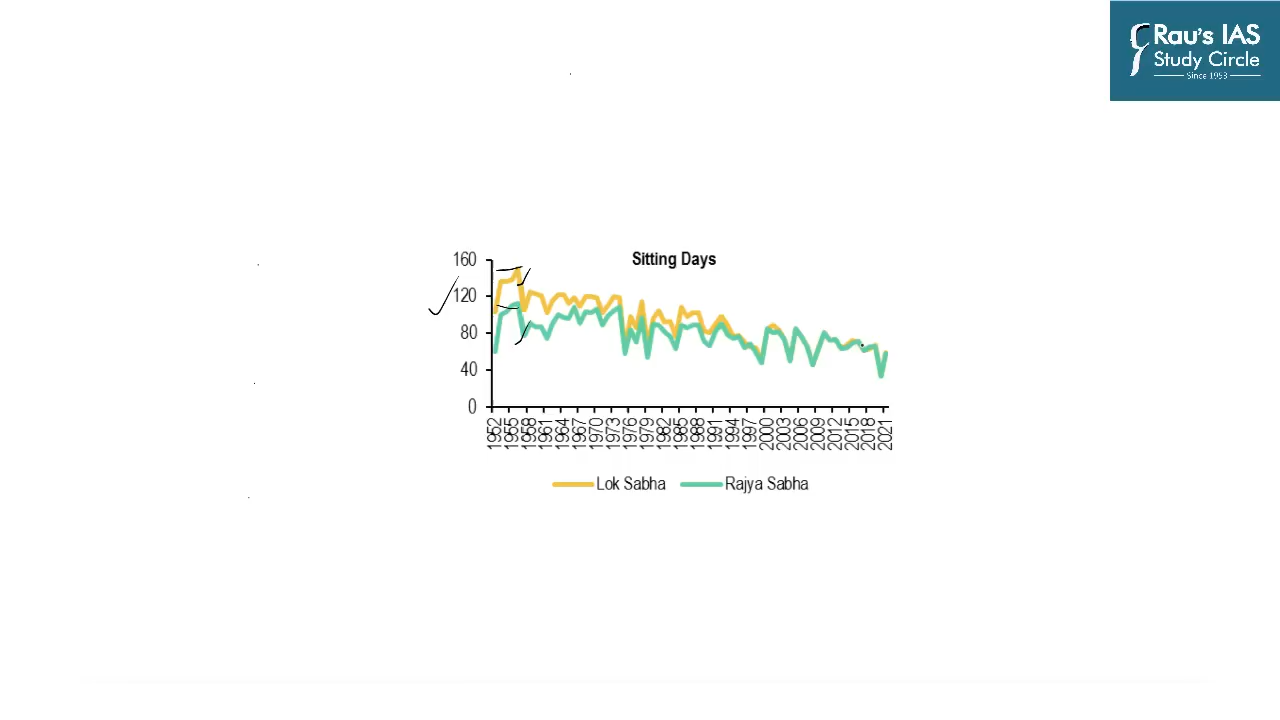 Rau's IAS
Study Circle
Since 1953
Sitting Days
160
120
80
40
0
1952 1955 1958 1961 1964 1967 1970 1973 1976 1979 1982 1985 1988 1991 1994 1997 2000 2003 2006 2009 2012 2015 2018 2021
Lok Sabha Rajya Sabha